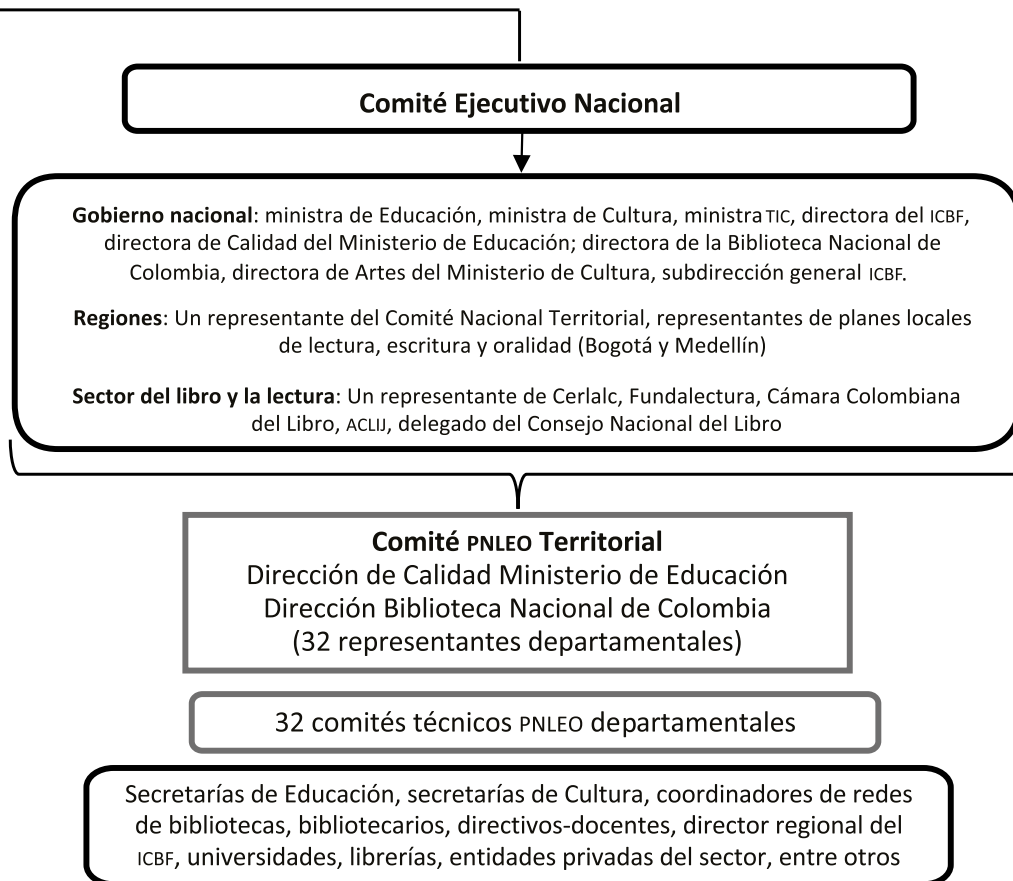 Comité Ejecutivo Nacional
Gobierno nacional: ministra de Educación, ministra de Cultura, ministra TIC, directora del ICBF,
directora de Calidad del Ministerio de Educación; directora de la Biblioteca Nacional de
Colombia, directora de Artes del Ministerio de Cultura, subdirección general ICBF.
Regiones: Un representante del Comité Nacional Territorial, representantes de planes locales
de lectura, escritura y oralidad (Bogotá y Medellín)
Sector del libro y la lectura: Un representante de Cerlalc, Fundalectura, Cámara Colombiana
del Libro, ACLIJ, delegado del Consejo Nacional del Libro
Comité PNLEO Territorial
Dirección de Calidad Ministerio de Educación
Dirección Biblioteca Nacional de Colombia
(32 representantes departamentales)
32 comités técnicos PNLEO departamentales
Secretarías de Educación, secretarías de Cultura, coordinadores de redes
de bibliotecas, bibliotecarios, directivos-docentes, director regional del
ICBF, universidades, librerías, entidades privadas del sector, entre otros